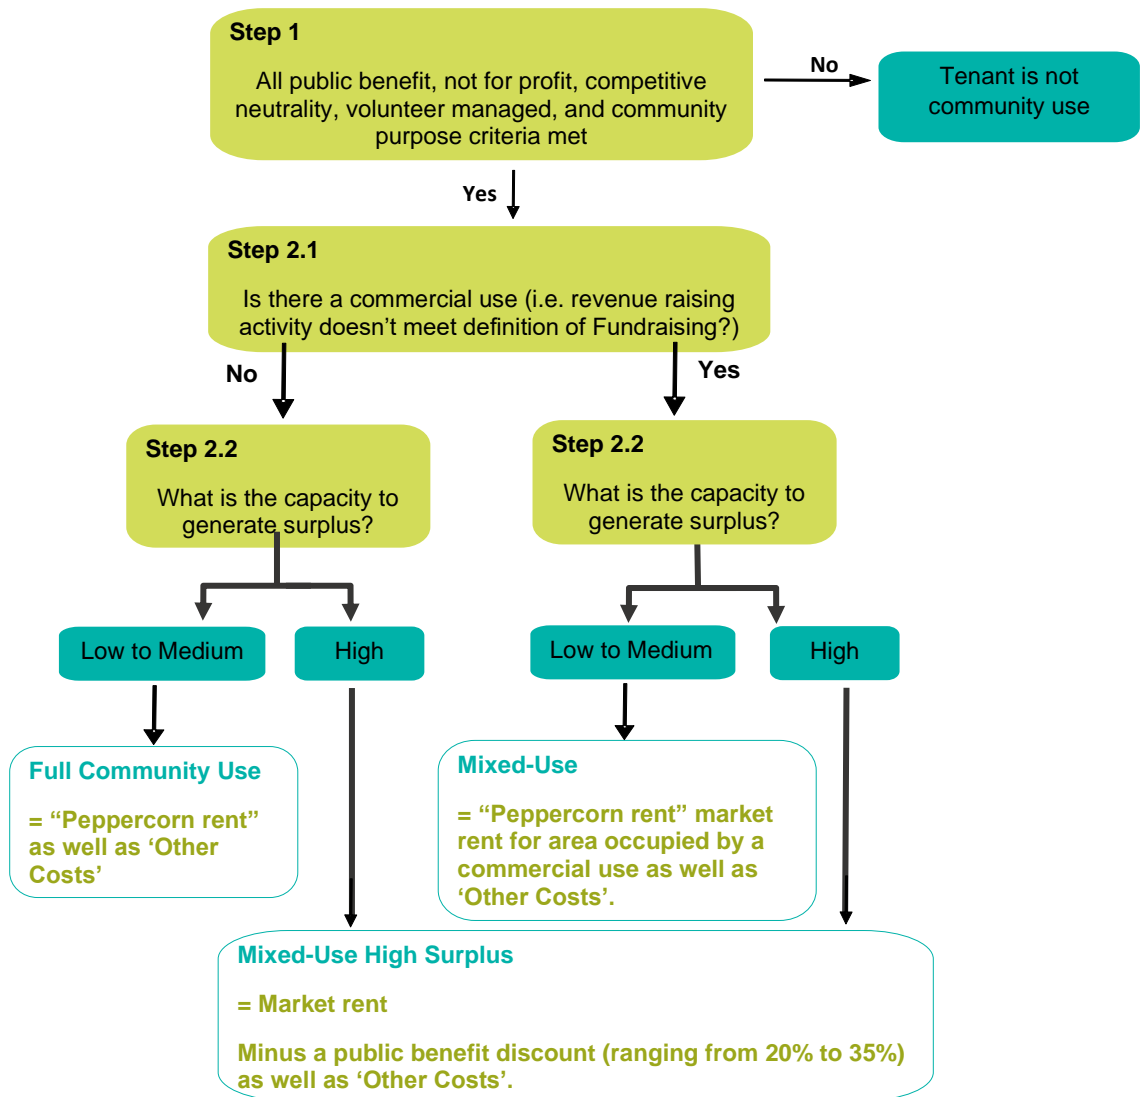 Step 1
All public benefit, not for profit, competitive
neutrality, volunteer managed, and community
purpose criteria met
No
Tenant is not
community use
Yes
Step 2.1
Is there a commercial use (i.e. revenue raising
activity doesn’t meet definition of Fundraising?)
No
Yes
Step 2.2
What is the capacity to
generate surplus?
Step 2.2
What is the capacity to
generate surplus?
Low to Medium
High
Low to Medium
High
Full Community Use
= “Peppercorn rent”
as well as ‘Other
Costs’
Mixed-Use
= “Peppercorn rent” market
rent for area occupied by a
commercial use as well as
‘Other Costs’.
Mixed-Use High Surplus
= Market rent
Minus a public benefit discount (ranging from 20% to 35%)
as well as ‘Other Costs’.